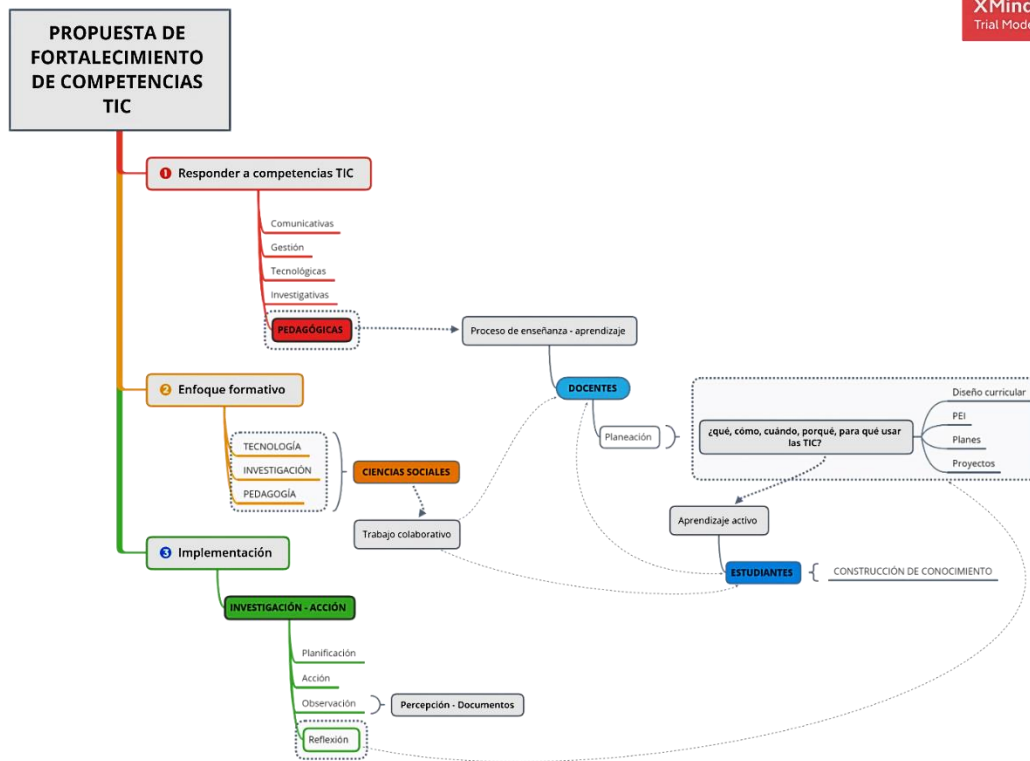 XMind
Trial Mode
PROPUESTA DE
FORTALECIMIENTO
DE COMPETENCIAS
TIC
1 Responder a competencias TIC
Comunicativas
Gestión
Tecnológicas
Investigativas
PEDAGÓGICAS
Proceso de enseñanza - aprendizaje
DOCENTES
Planeación
¿qué, cómo, cuándo, porqué, para qué usar
las TIC?
Diseño curricular
PEI
Planes
Proyectos
2 Enfoque formativo
TECNOLOGÍA
INVESTIGACIÓN
PEDAGOGÍA
CIENCIAS SOCIALES
Trabajo colaborativo
Aprendizaje activo
ESTUDIANTES
CONSTRUCCIÓN DE CONOCIMIENTO
3 Implementación
INVESTIGACIÓN - ACCIÓN
Planificación
Acción
Observación
Percepción - Documentos
Reflexión